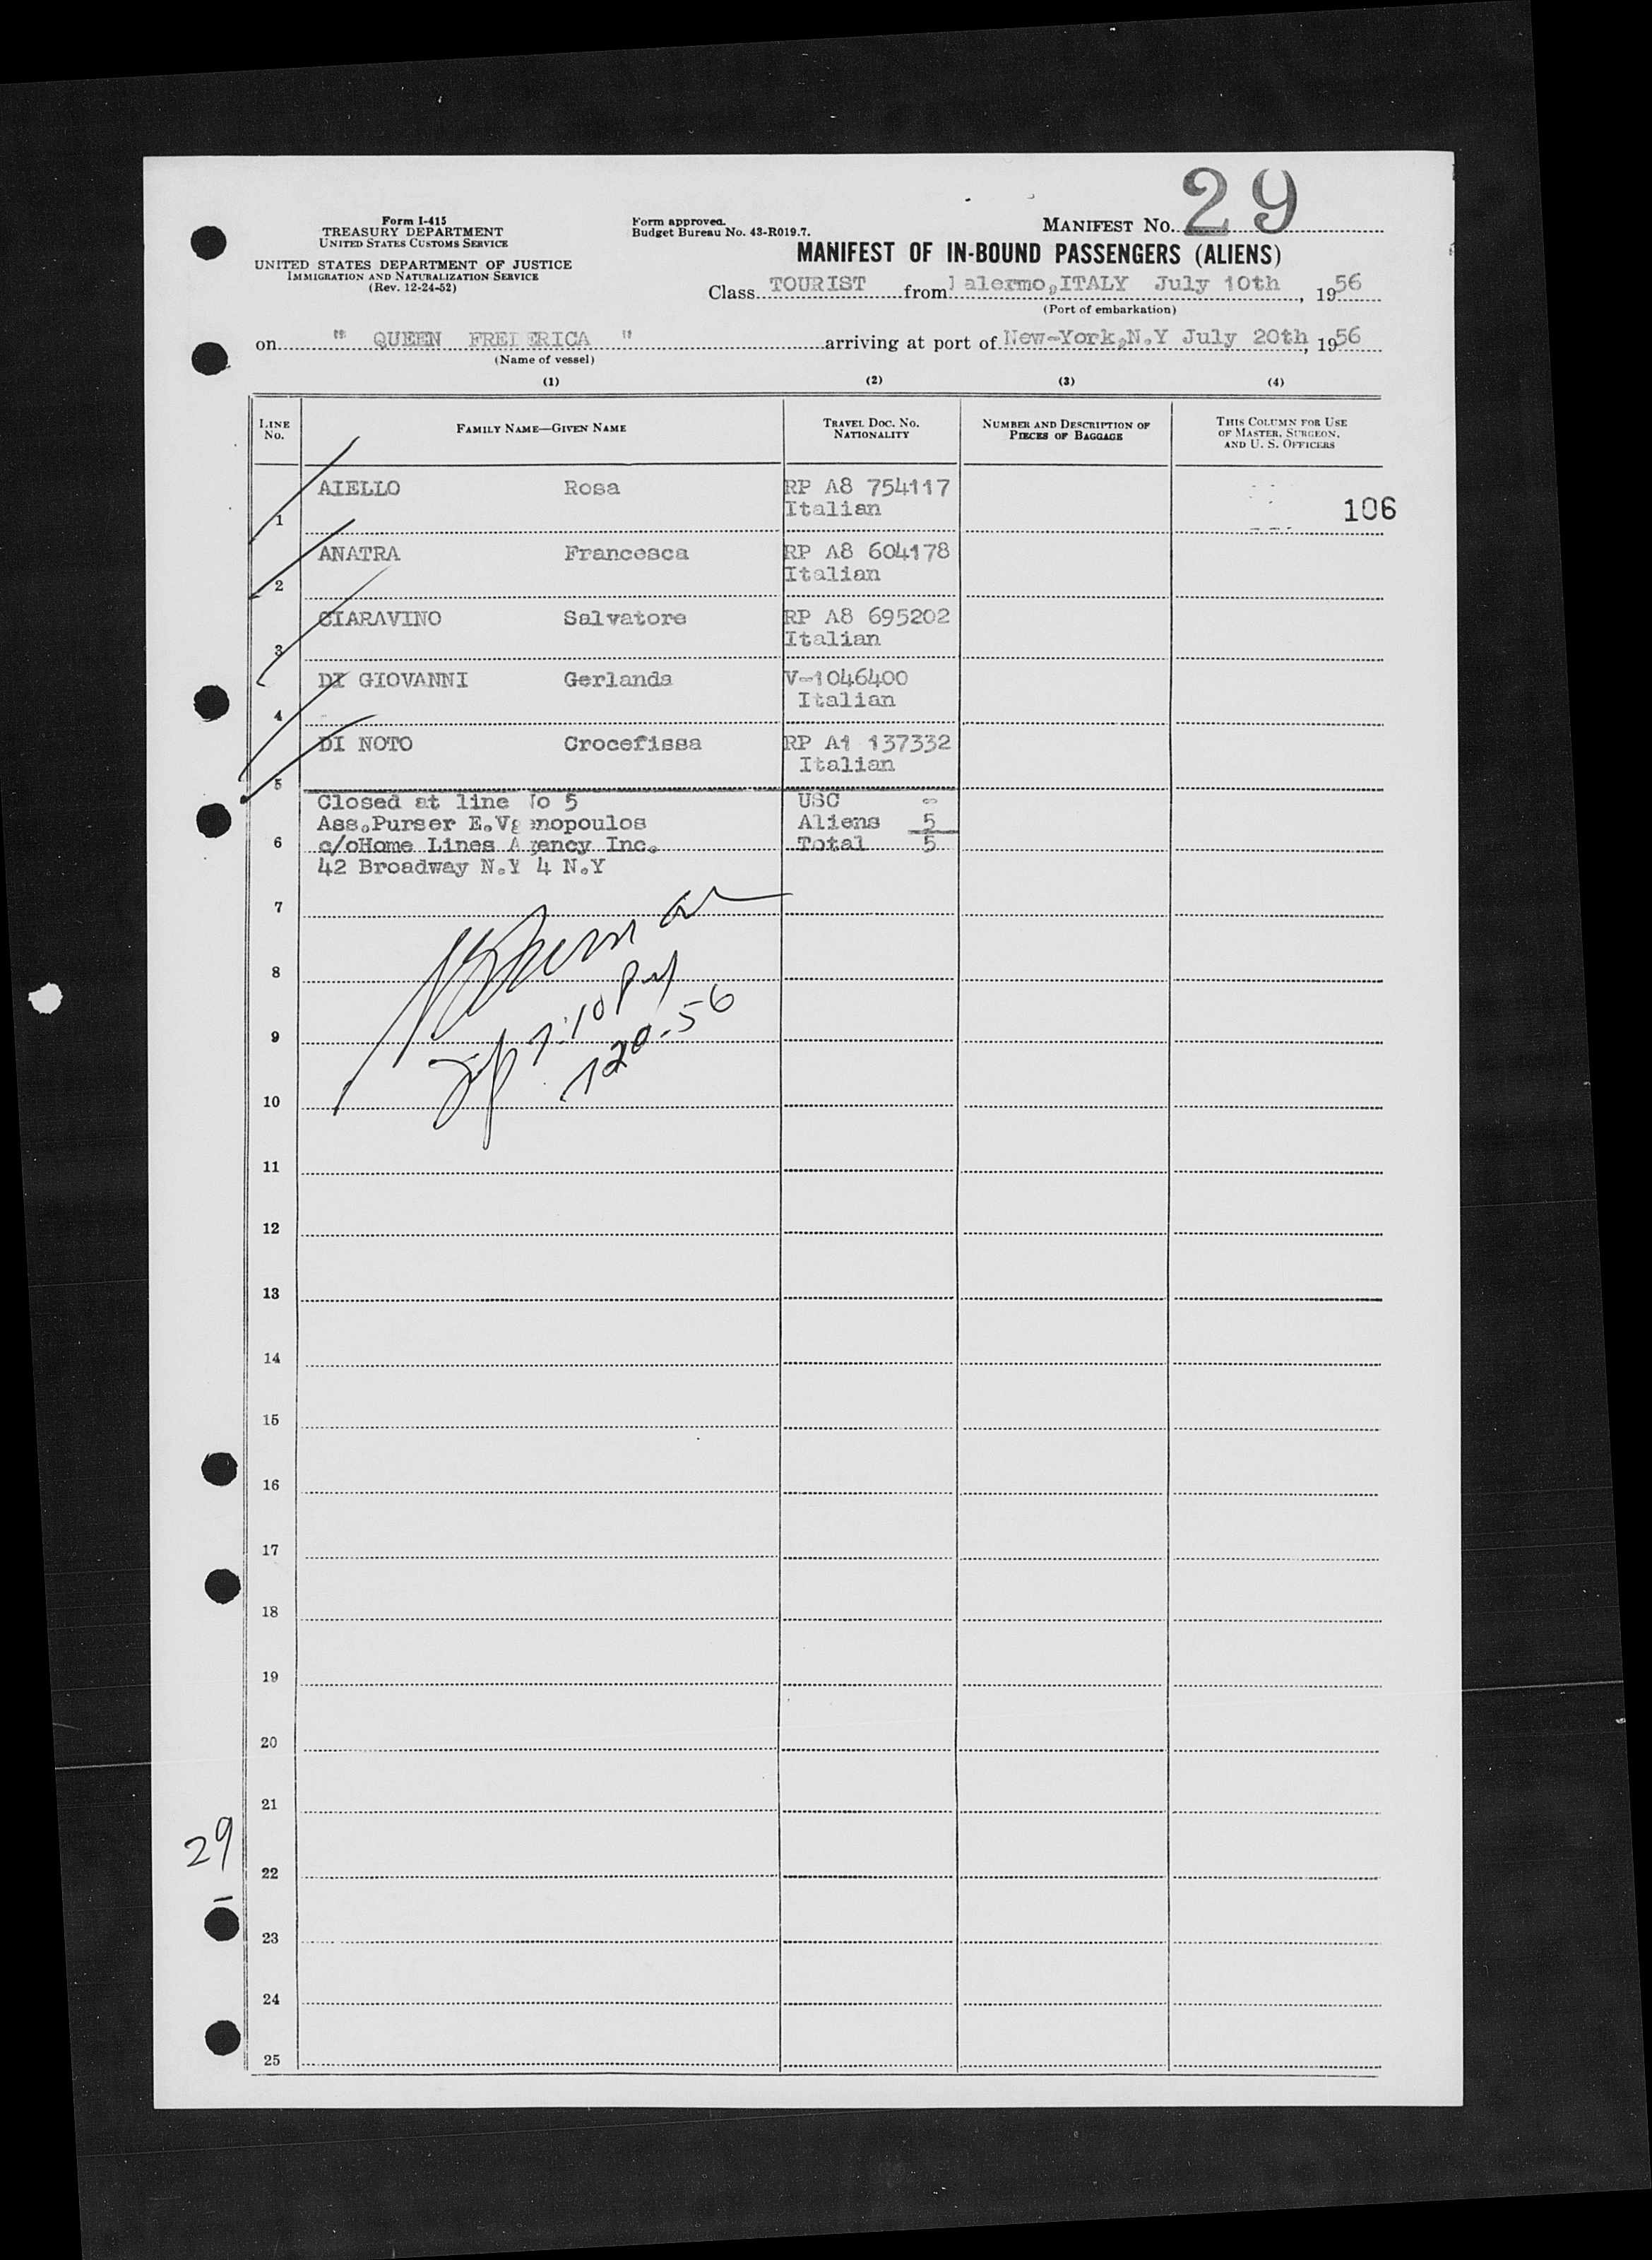 29
Form I-415
TREASURY DEPARTMENT
UNITED STATES CUSTOMS SERVICE
UNITED STATES DEPARTMENT OF JUSTICE
IMMIGRATION AND NATURALIZATION SERVICE
(Rev. 12-24-52)
Form approved.
Budget Bureau No. 43-R019.7.
MANIFEST NO.
MANIFEST OF IN-BOUND PASSENGERS (ALIENS)
Class TOURIST from Palermo, ITALY July 10th, 1956
(Port of embarkation)
on " QUEEN FREDERICA " arriving at port of New-York, N.Y July 20th, 1956
(Name of vessel)
(1) (2) (3) (4)
LINE NO. FAMILY NAME—GIVEN NAME TRAVEL DOC. NO. NATIONALITY NUMBER AND DESCRIPTION OF PIECES OF BAGGAGE THIS COLUMN FOR USE OF MASTER, SURGEON, AND U. S. OFFICERS
1 AIELLO Rosa RP A8 754117
Italian 106
2 ANATRA Francesca RP A8 604178
Italian
3 CIARAVINO Salvatore RP A8 695202
Italian
4 DI GIOVANNI Gerlanda V-1046400
Italian
5 DI NOTO Crocefissa RP A1 137332
Italian
Closed at line No 5 USC -
Ass.Purser E. Aliens 5
6 c/oHome Lines Agency Inc. Total 5
42 Broadway N.Y 4 N.Y
7
8
9
10
11
12
13
14
15
16
17
18
19
20
21
29
22
23
24
25